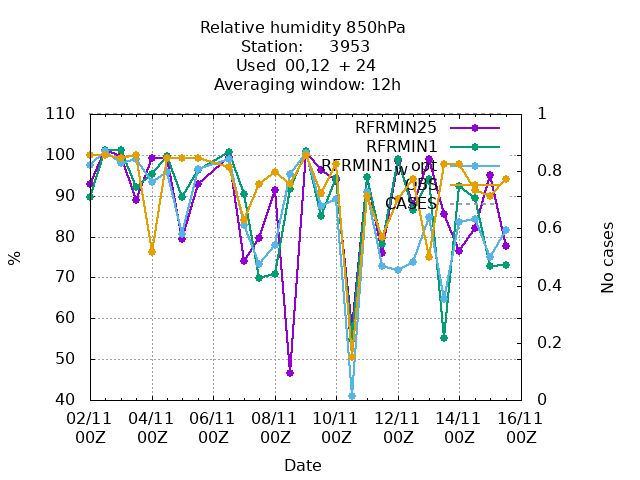 Relative humidity 850hPa
Station: 3953
Used 00,12 + 24
Averaging window: 12h
110
100
90
80
70
60
50
40
%
1
0.8
0.6
0.4
0.2
0
No cases
RFRMIN25
RFRMIN1
RFRMIN1w_opt
OBS
CASES
02/11 04/11 06/11 08/11 10/11 12/11 14/11 16/11
00Z 00Z 00Z 00Z 00Z 00Z 00Z 00Z
Date